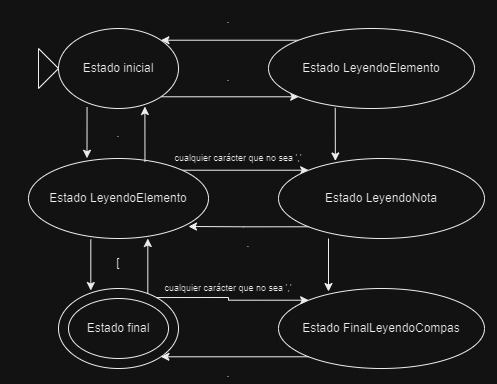 .
Estado inicial
Estado LeyendoElemento
.
.
cualquier carácter que no sea ','
Estado LeyendoElemento
Estado LeyendoNota
.
[
cualquier carácter que no sea ','
Estado final
Estado FinalLeyendoCompas
.